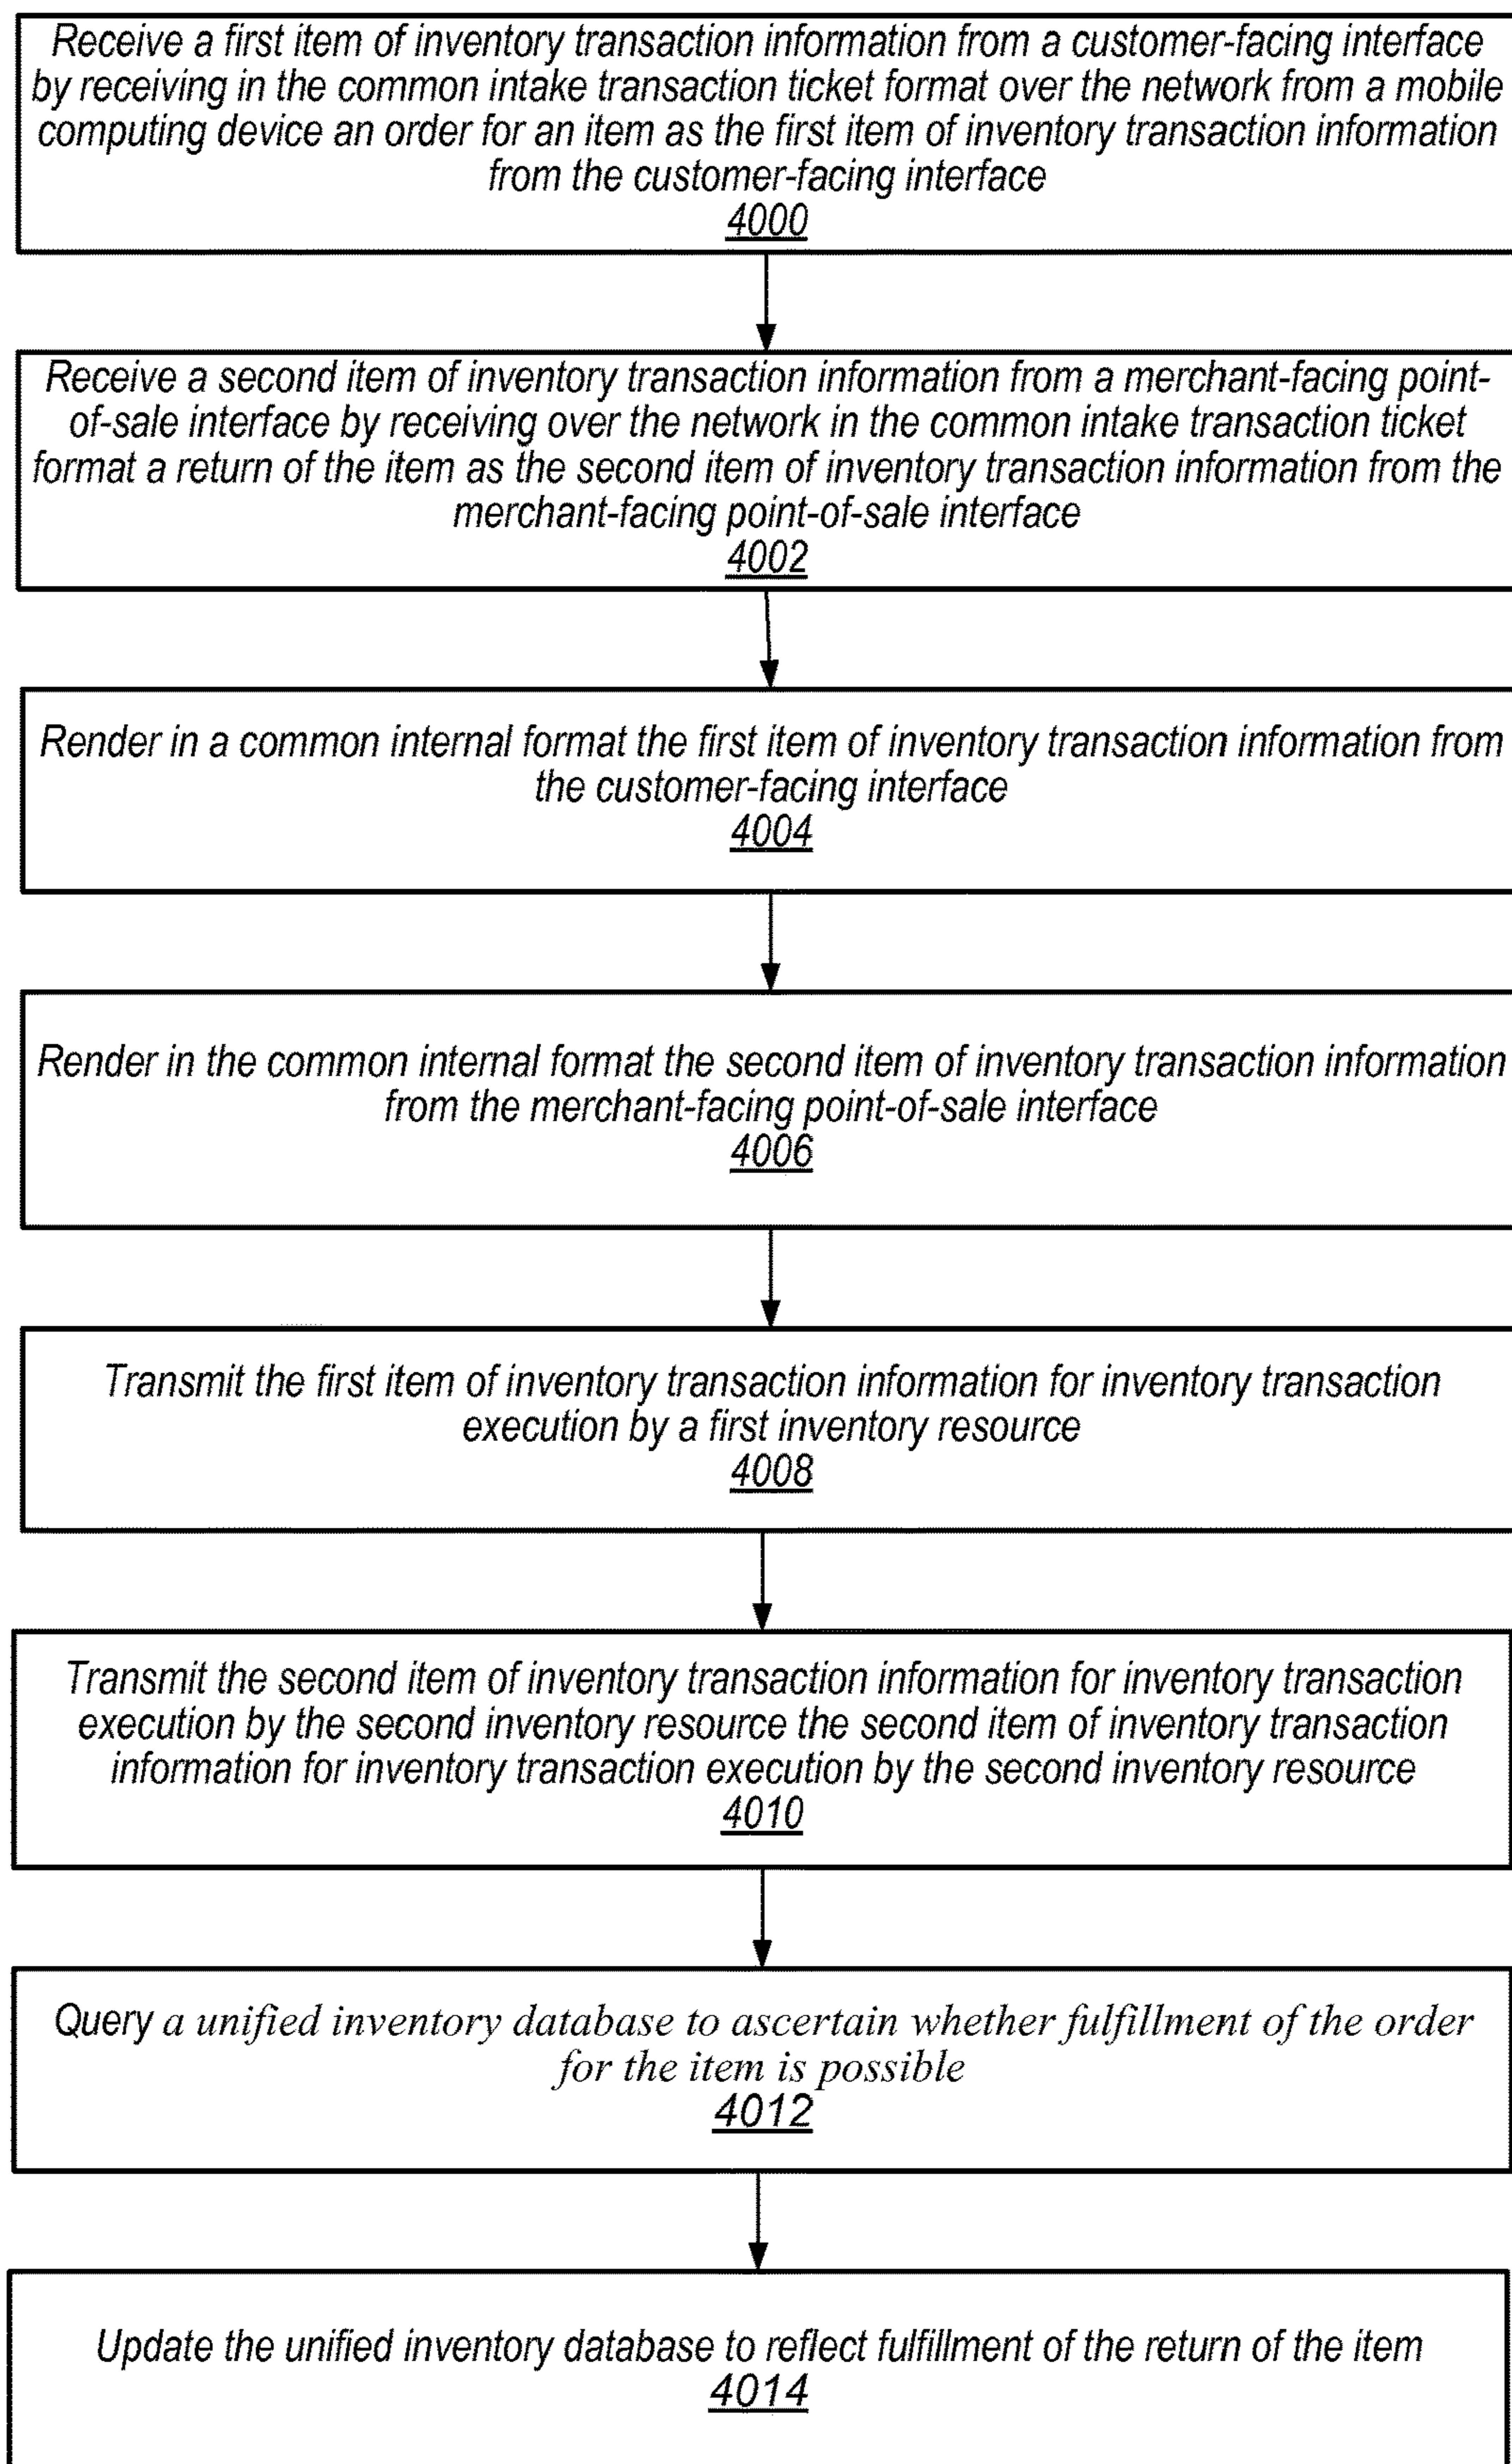 Receive a first item of inventory transaction information from a customer-facing interface
by receiving in the common intake transaction ticket format over the network from a mobile
computing device an order for an item as the first item of inventory transaction information
from the customer-facing interface
4000
Receive a second item of inventory transaction information from a merchant-facing point-
of-sale interface by receiving over the network in the common intake transaction ticket
format a return of the item as the second item of inventory transaction information from the
merchant-facing point-of-sale interface
4002
Render in a common internal format the first item of inventory transaction information from
the customer-facing interface
4004
Render in the common internal format the second item of inventory transaction information
from the merchant-facing point-of-sale interface
4006
Transmit the first item of inventory transaction information for inventory transaction
execution by a first inventory resource
4008
Transmit the second item of inventory transaction information for inventory transaction
execution by the second inventory resource the second item of inventory transaction
information for inventory transaction execution by the second inventory resource
4010
Query a unified inventory database to ascertain whether fulfillment of the order
for the item is possible
4012
Update the unified inventory database to reflect fulfillment of the return of the item
4014